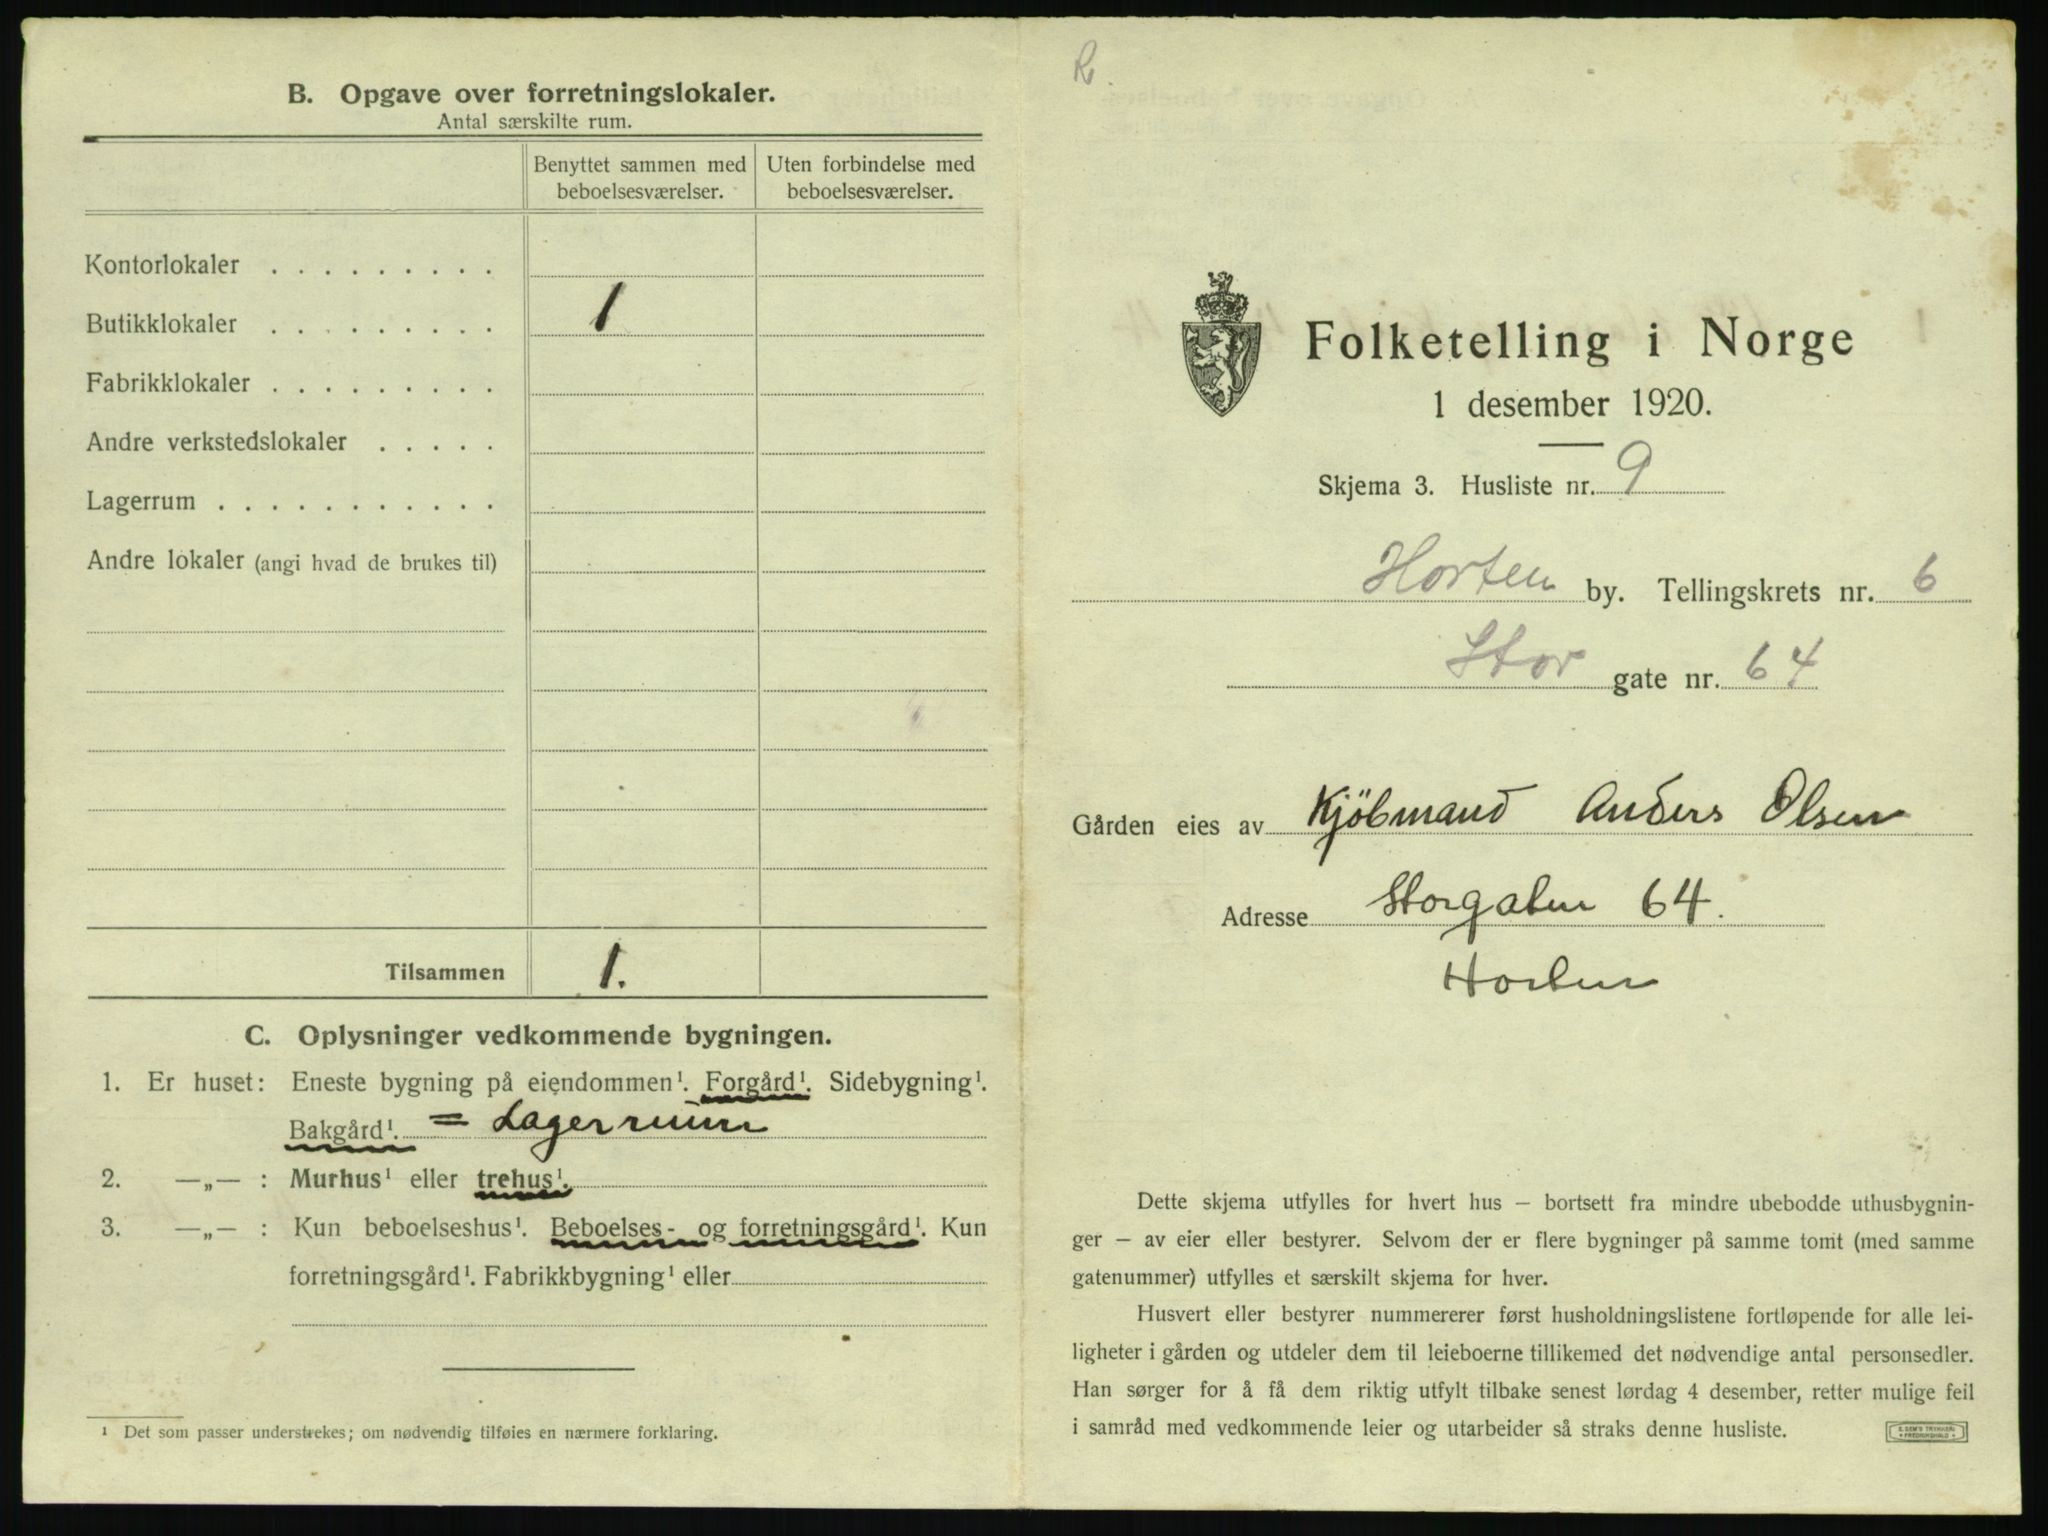 B. Opgave over forretningslokaler.
Antal særskilte rum.
Benyttet sammen med beboelsesværelser.
Uten forbindelse med beboelsesværelser.
Kontorlokaler . . . . . . . . .
Butikklokaler . . . . . . . . . 1
Fabrikklokaler . . . . . . . . .
Andre verkstedslokaler . . . . .
Lagerrum . . . . . . . . . . . .
Andre lokaler (angi hvad de brukes til)
Tilsammen 1.
C. Oplysninger vedkommende bygningen.
1. Er huset: Eneste bygning på eiendommen¹. Forgård¹. Sidebygning¹.
Bakgård¹. = Lagerruum
2. —„— : Murhus¹ eller trehus¹.
3. —„— : Kun beboelseshus¹. Beboelses- og forretningsgård¹. Kun
forretningsgård¹. Fabrikkbygning¹ eller
¹ Det som passer understrekes; om nødvendig tilføies en nærmere forklaring.
R.
Folketelling i Norge
1 desember 1920.
Skjema 3. Husliste nr. 9
Horten by. Tellingskrets nr. 6
Stor gate nr. 64
Gården eies av Kjöbmand Anders Olsen
Adresse Storgaten 64.
Horten
Dette skjema utfylles for hvert hus – bortsett fra mindre ubebodde uthusbygnin-
ger – av eier eller bestyrer. Selvom der er flere bygninger på samme tomt (med samme
gatenummer) utfylles et særskilt skjema for hver.
Husvert eller bestyrer nummererer først husholdningslistene fortløpende for alle lei-
ligheter i gården og utdeler dem til leieboerne tillikemed det nødvendige antal personsedler.
Han sørger for å få dem riktig utfylt tilbake senest lørdag 4 desember, retter mulige feil
i samråd med vedkommende leier og utarbeider så straks denne husliste.
E. SEM'S TRYKKERI
FREDRIKSHALD